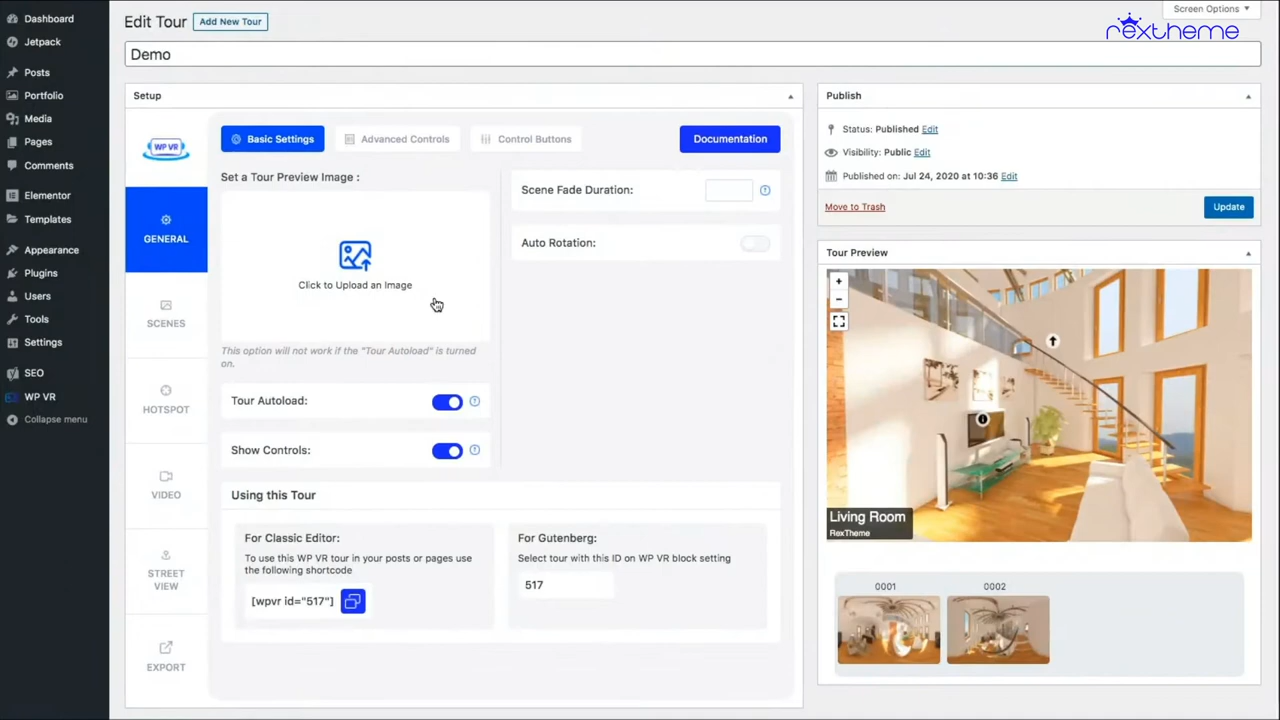 Dashboard
Jetpack
Posts
Portfolio
Media
Pages
Comments
Elementor
Templates
Appearance
Plugins
Users
Tools
Settings
SEO
WP VR
Collapse menu
Screen Options
rextheme
Edit Tour
Add New Tour
Demo
Setup
WP VR
GENERAL
SCENES
HOTSPOT
VIDEO
STREET
VIEW
EXPORT
Basic Settings
Advanced Controls
Control Buttons
Documentation
Set a Tour Preview Image :
Click to Upload an Image
This option will not work if the "Tour Autoload" is turned
on.
Tour Autoload:
Show Controls:
Scene Fade Duration:
Auto Rotation:
Using this Tour
For Classic Editor:
To use this WP VR tour in your posts or pages use
the following shortcode
[wpvr id="517"]
For Gutenberg:
Select tour with this ID on WP VR block setting
517
Publish
Status: Published Edit
Visibility: Public Edit
Published on: Jul 24, 2020 at 10:36 Edit
Move to Trash
Update
Tour Preview
+
−
Living Room
RexTheme
0001
0002